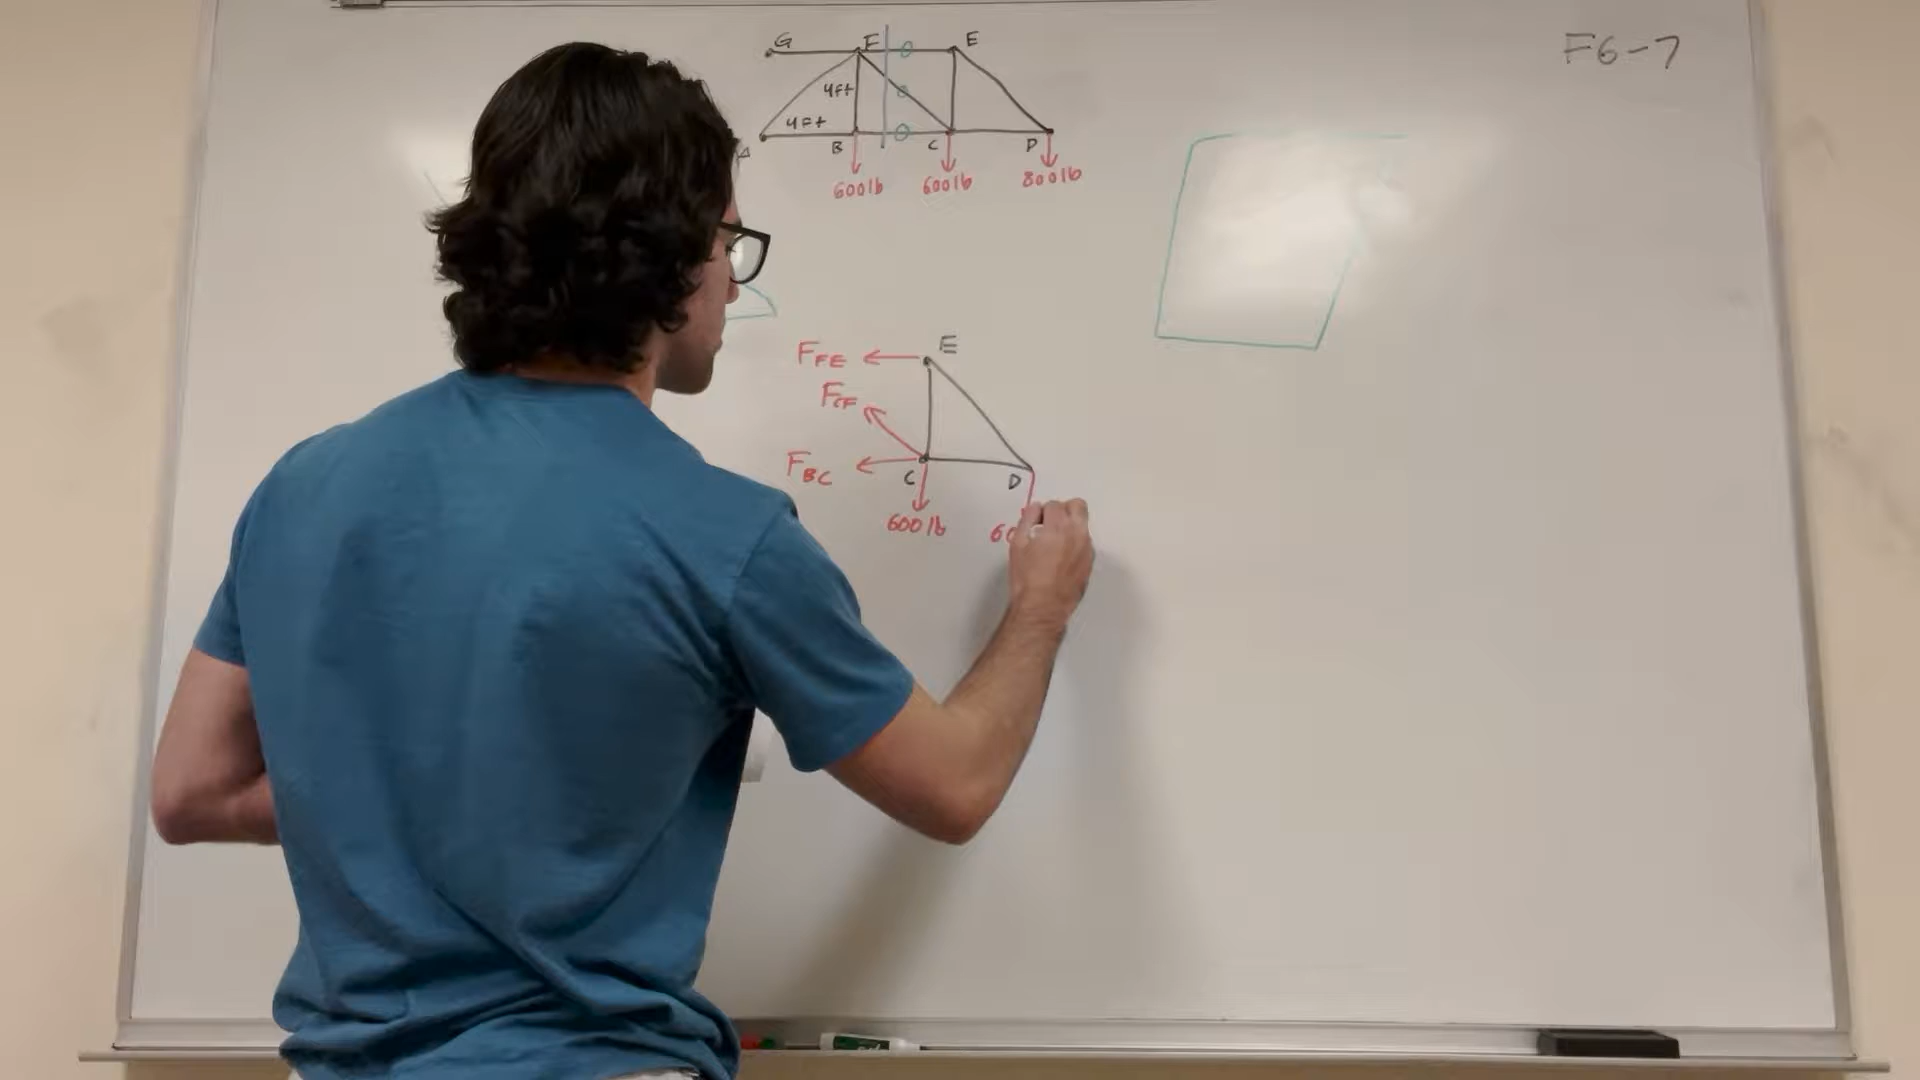 F6-7
G F E
4ft
4ft
A B C D
600lb 600lb 800lb
E
F_FE
F_CF
F_BC
C D
600lb 60